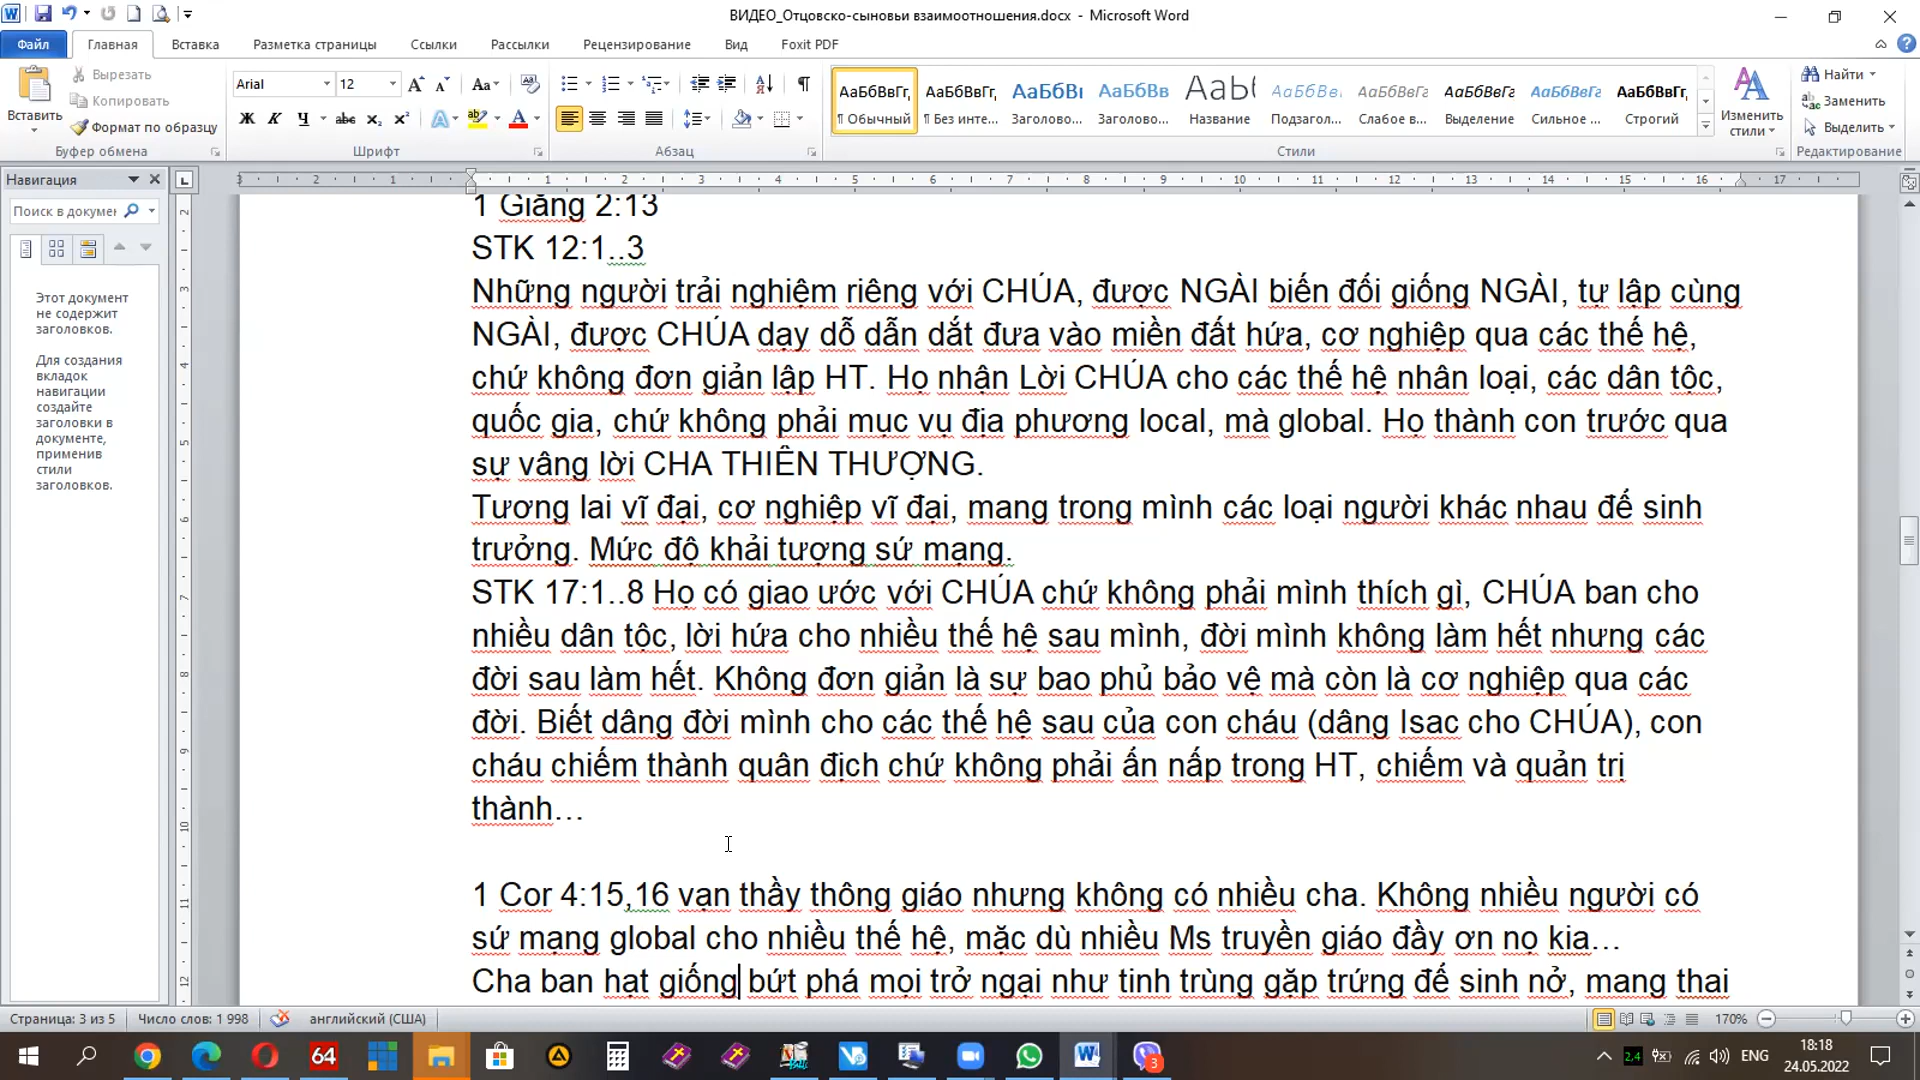 ВИДЕО_Отцовско-сыновьи взаимоотношения.docx - Microsoft Word
Файл Главная Вставка Разметка страницы Ссылки Рассылки Рецензирование Вид Foxit PDF
Вставить
Вырезать
Копировать
Формат по образцу
Буфер обмена
Arial 12
Шрифт
Абзац
АаБбВвГг, ¶ Обычный
АаБбВвГг, ¶ Без инте...
АаБбВı Заголово...
АаБбВв Заголово...
АаБб Название
АаБбВв Подзагол...
АаБбВвГг Слабое в...
АаБбВвГг Выделение
АаБбВвГг Сильное ...
АаБбВвГг, Строгий
Изменить стили
Стили
Найти
Заменить
Выделить
Редактирование
Навигация
Поиск в докумен
Этот документ
не содержит
заголовков.
Для создания
вкладок
навигации
создайте
заголовки в
документе,
применив
стили
заголовков.
1 Giăng 2:13
STK 12:1..3
Những người trải nghiệm riêng với CHÚA, được NGÀI biến đổi giống NGÀI, tự lập cùng
NGÀI, được CHÚA dạy dỗ dẫn dắt đưa vào miền đất hứa, cơ nghiệp qua các thế hệ,
chứ không đơn giản lập HT. Họ nhận Lời CHÚA cho các thế hệ nhân loại, các dân tộc,
quốc gia, chứ không phải mục vụ địa phương local, mà global. Họ thành con trước qua
sự vâng lời CHA THIÊN THƯỢNG.
Tương lai vĩ đại, cơ nghiệp vĩ đại, mang trong mình các loại người khác nhau để sinh
trưởng. Mức độ khải tượng sứ mạng.
STK 17:1..8 Họ có giao ước với CHÚA chứ không phải mình thích gì, CHÚA ban cho
nhiều dân tộc, lời hứa cho nhiều thế hệ sau mình, đời mình không làm hết nhưng các
đời sau làm hết. Không đơn giản là sự bao phủ bảo vệ mà còn là cơ nghiệp qua các
đời. Biết dâng đời mình cho các thế hệ sau của con cháu (dâng Isac cho CHÚA), con
cháu chiếm thành quân địch chứ không phải ẩn nấp trong HT, chiếm và quản trị
thành…
1 Cor 4:15,16 vạn thầy thông giáo nhưng không có nhiều cha. Không nhiều người có
sứ mạng global cho nhiều thế hệ, mặc dù nhiều Ms truyền giáo đầy ơn nọ kia…
Cha ban hạt giống bứt phá mọi trở ngại như tinh trùng gặp trứng để sinh nở, mang thai
Страница: 3 из 5 Число слов: 1 998 английский (США) 170%
64 2,4 3 ENG 18:18
24.05.2022